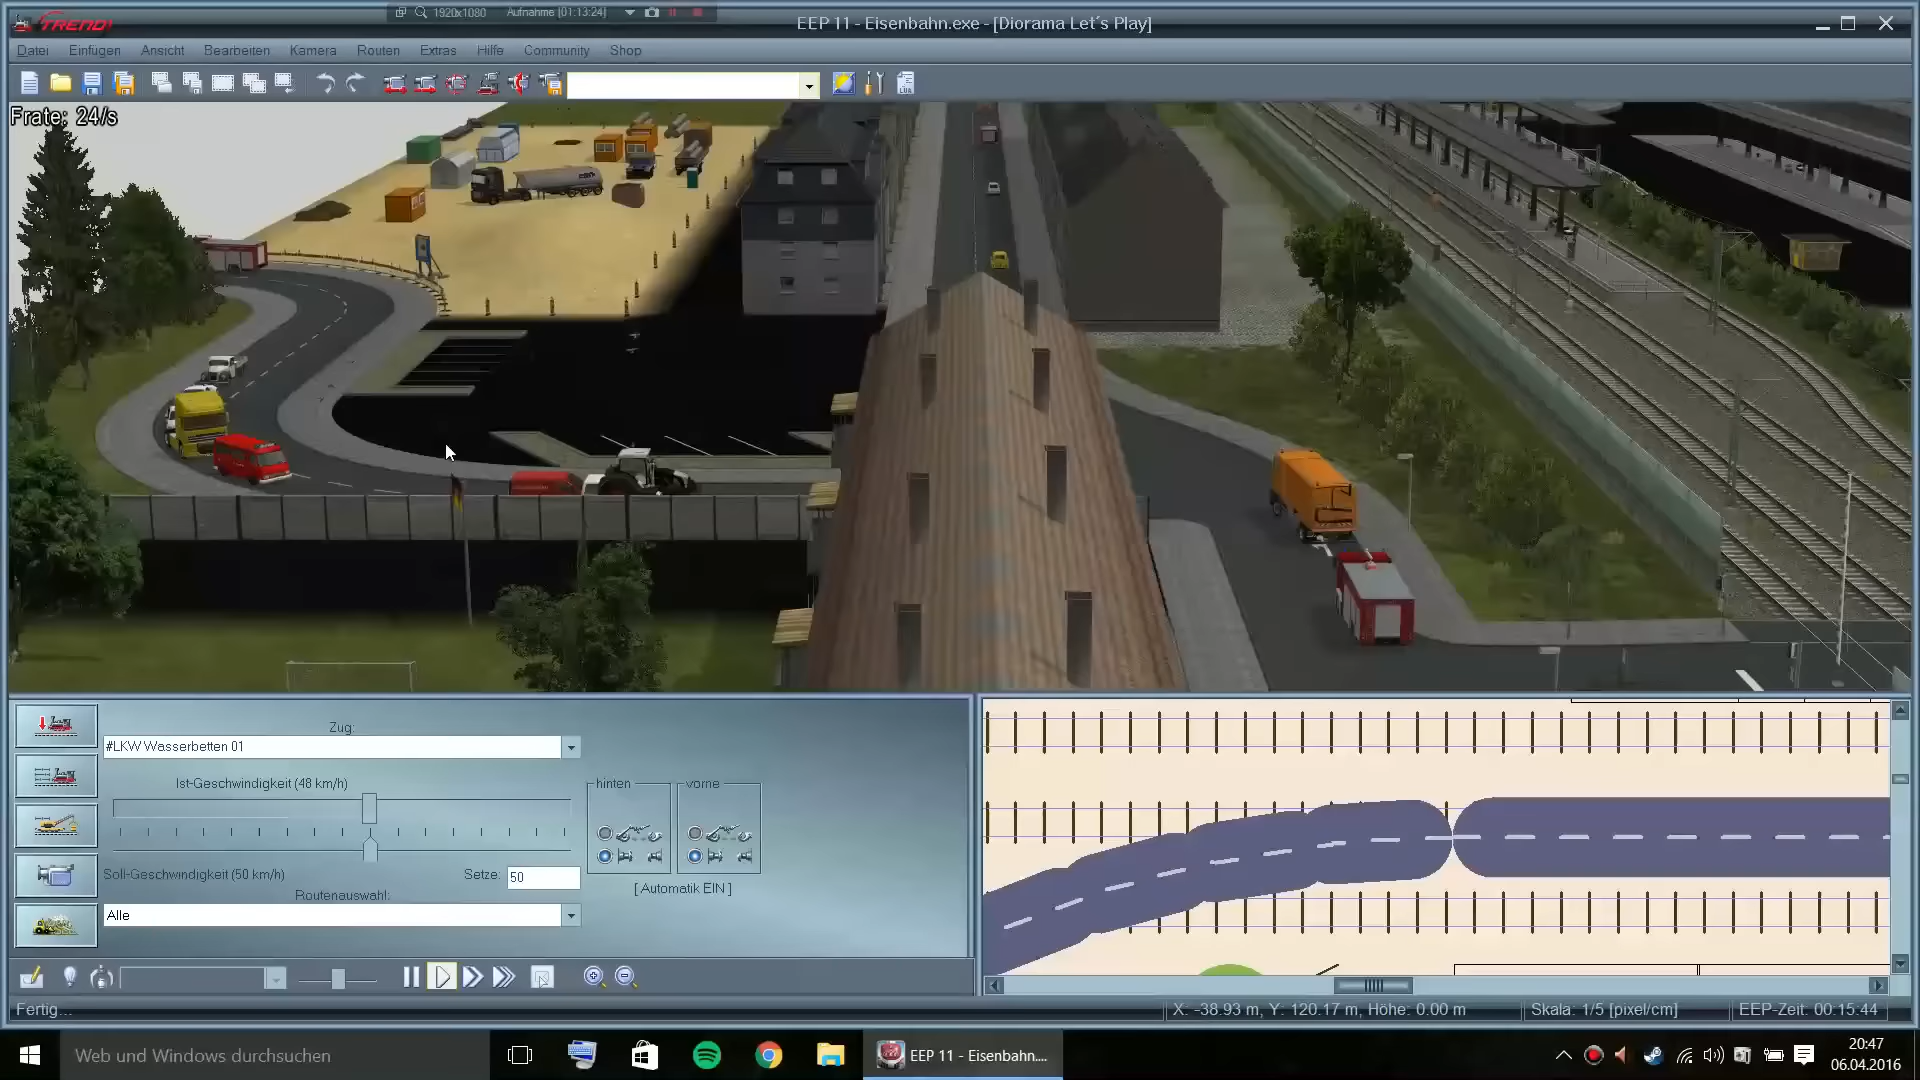 1920x1080 Aufnahme [01:13:24]
TREND
EEP 11 - Eisenbahn.exe - [Diorama Let´s Play]
Datei Einfügen Ansicht Bearbeiten Kamera Routen Extras Hilfe Community Shop
LUA
Frate: 24/s
Zug:
#LKW Wasserbetten 01
Ist-Geschwindigkeit (48 km/h)
hinten vorne
Soll-Geschwindigkeit (50 km/h) Setze: 50
[ Automatik EIN ]
Routenauswahl:
Alle
Fertig...
X: -38.93 m, Y: 120.17 m, Höhe: 0.00 m
Skala: 1/5 [pixel/cm]
EEP-Zeit: 00:15:44
Web und Windows durchsuchen
EEP 11 - Eisenbahn....
20:47
06.04.2016